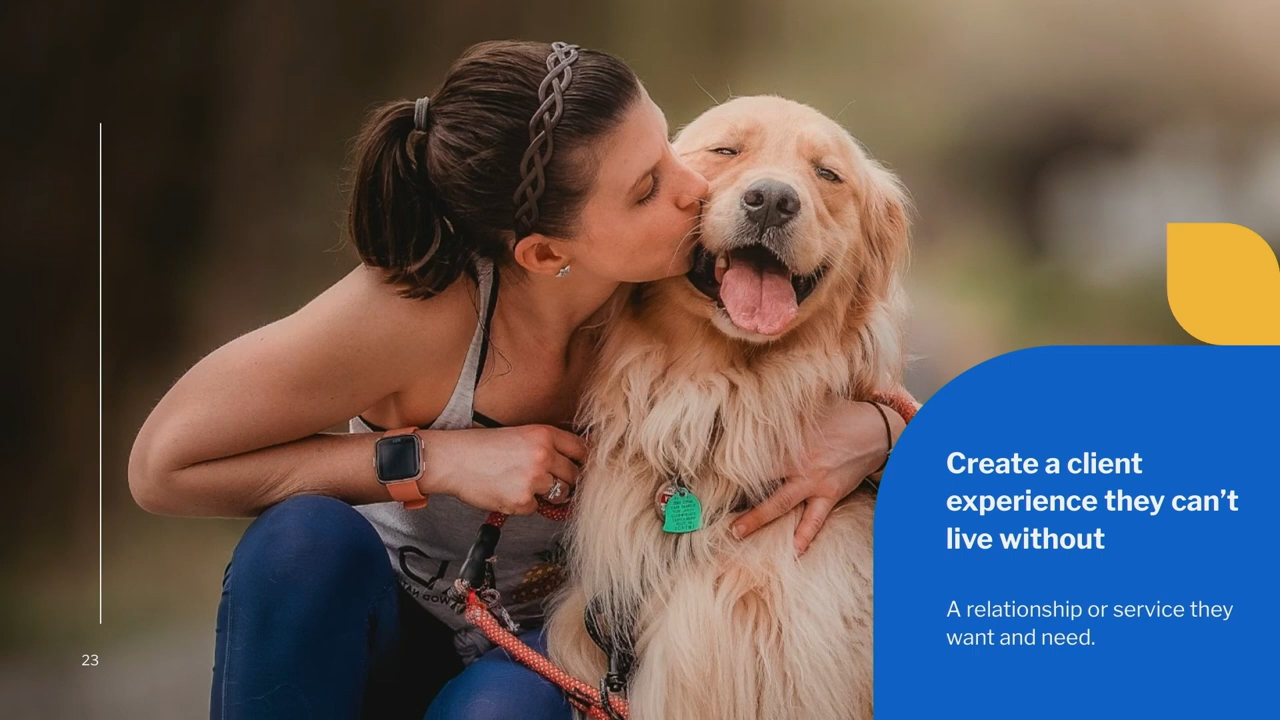 Create a client
experience they can’t
live without
A relationship or service they
want and need.
23